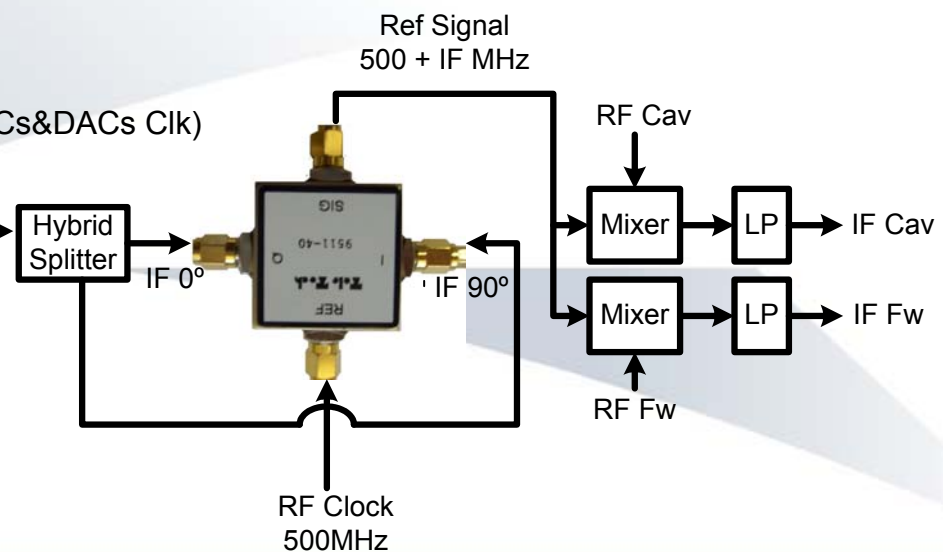 Ref Signal
500 + IF MHz
Cs&DACs Clk)
RF Cav
Hybrid
Splitter
IF 0º
SIG
9511-40
Q
I
REF
IF 90º
Mixer
LP
IF Cav
Mixer
LP
IF Fw
RF Fw
RF Clock
500MHz